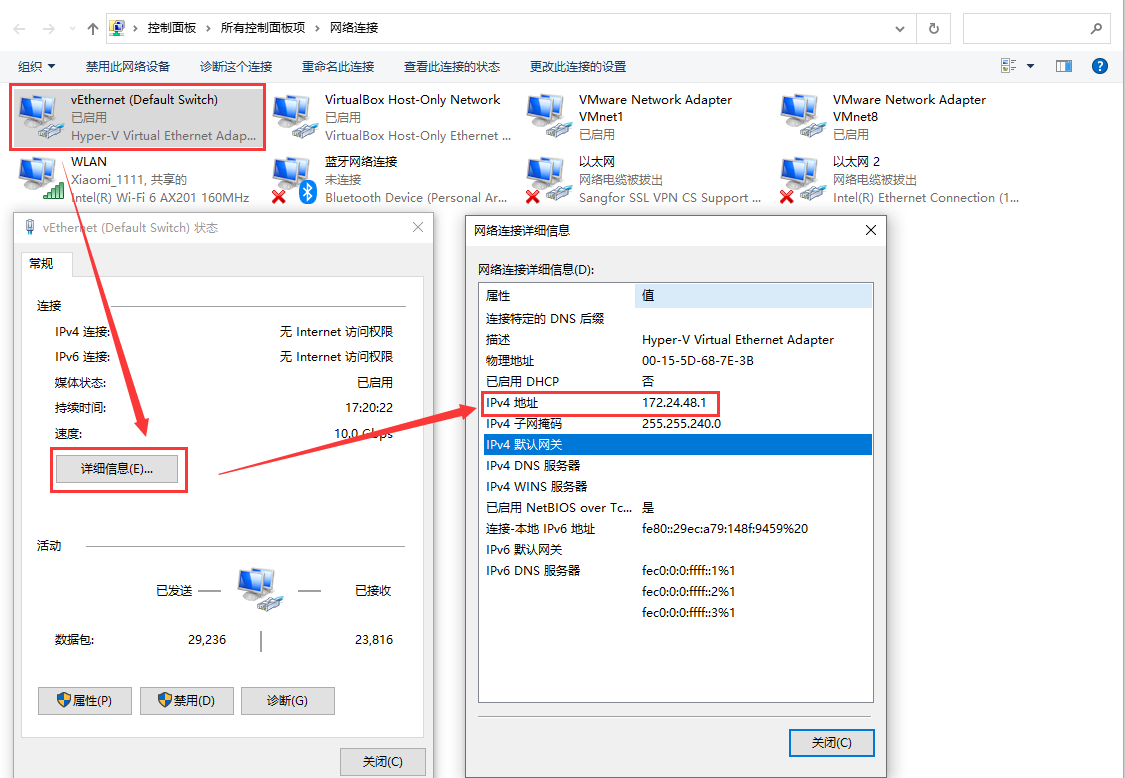 控制面板 › 所有控制面板项 › 网络连接
组织 禁用此网络设备 诊断这个连接 重命名此连接 查看此连接的状态 更改此连接的设置
vEthernet (Default Switch)
已启用
Hyper-V Virtual Ethernet Adap...
VirtualBox Host-Only Network
已启用
VirtualBox Host-Only Ethernet ...
VMware Network Adapter
VMnet1
已启用
VMware Network Adapter
VMnet8
已启用
WLAN
Xiaomi_1111, 共享的
Intel(R) Wi-Fi 6 AX201 160MHz
蓝牙网络连接
未连接
Bluetooth Device (Personal Ar...
以太网
网络电缆被拔出
Sangfor SSL VPN CS Support ...
以太网 2
网络电缆被拔出
Intel(R) Ethernet Connection (1...
vEthernet (Default Switch) 状态
常规
连接
IPv4 连接: 无 Internet 访问权限
IPv6 连接: 无 Internet 访问权限
媒体状态: 已启用
持续时间: 17:20:22
速度: 10.0 Gbps
详细信息(E)...
活动
已发送 已接收
数据包: 29,236 23,816
属性(P) 禁用(D) 诊断(G)
关闭(C)
网络连接详细信息
网络连接详细信息(D):
属性 值
连接特定的 DNS 后缀
描述 Hyper-V Virtual Ethernet Adapter
物理地址 00-15-5D-68-7E-3B
已启用 DHCP 否
IPv4 地址 172.24.48.1
IPv4 子网掩码 255.255.240.0
IPv4 默认网关
IPv4 DNS 服务器
IPv4 WINS 服务器
已启用 NetBIOS over Tc... 是
连接-本地 IPv6 地址 fe80::29ec:a79:148f:9459%20
IPv6 默认网关
IPv6 DNS 服务器 fec0:0:0:ffff::1%1
fec0:0:0:ffff::2%1
fec0:0:0:ffff::3%1
关闭(C)